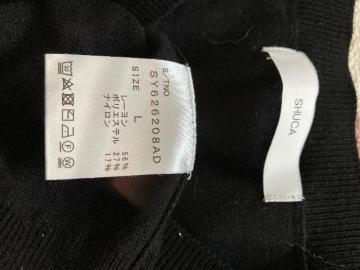 S/TNO.
SY626208AD
SIZE L
レーヨン 56%
ポリエステル 27%
ナイロン 17%
SHUCA